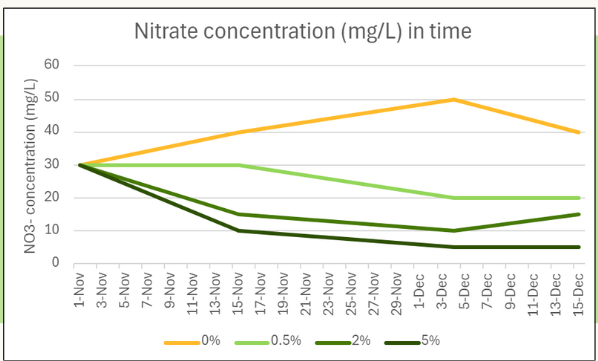 Nitrate concentration (mg/L) in time
NO3- concentration (mg/L)
60
50
40
30
20
10
0
1-Nov
3-Nov
5-Nov
7-Nov
9-Nov
11-Nov
13-Nov
15-Nov
17-Nov
19-Nov
21-Nov
23-Nov
25-Nov
27-Nov
29-Nov
1-Dec
3-Dec
5-Dec
7-Dec
9-Dec
11-Dec
13-Dec
15-Dec
0%
0.5%
2%
5%